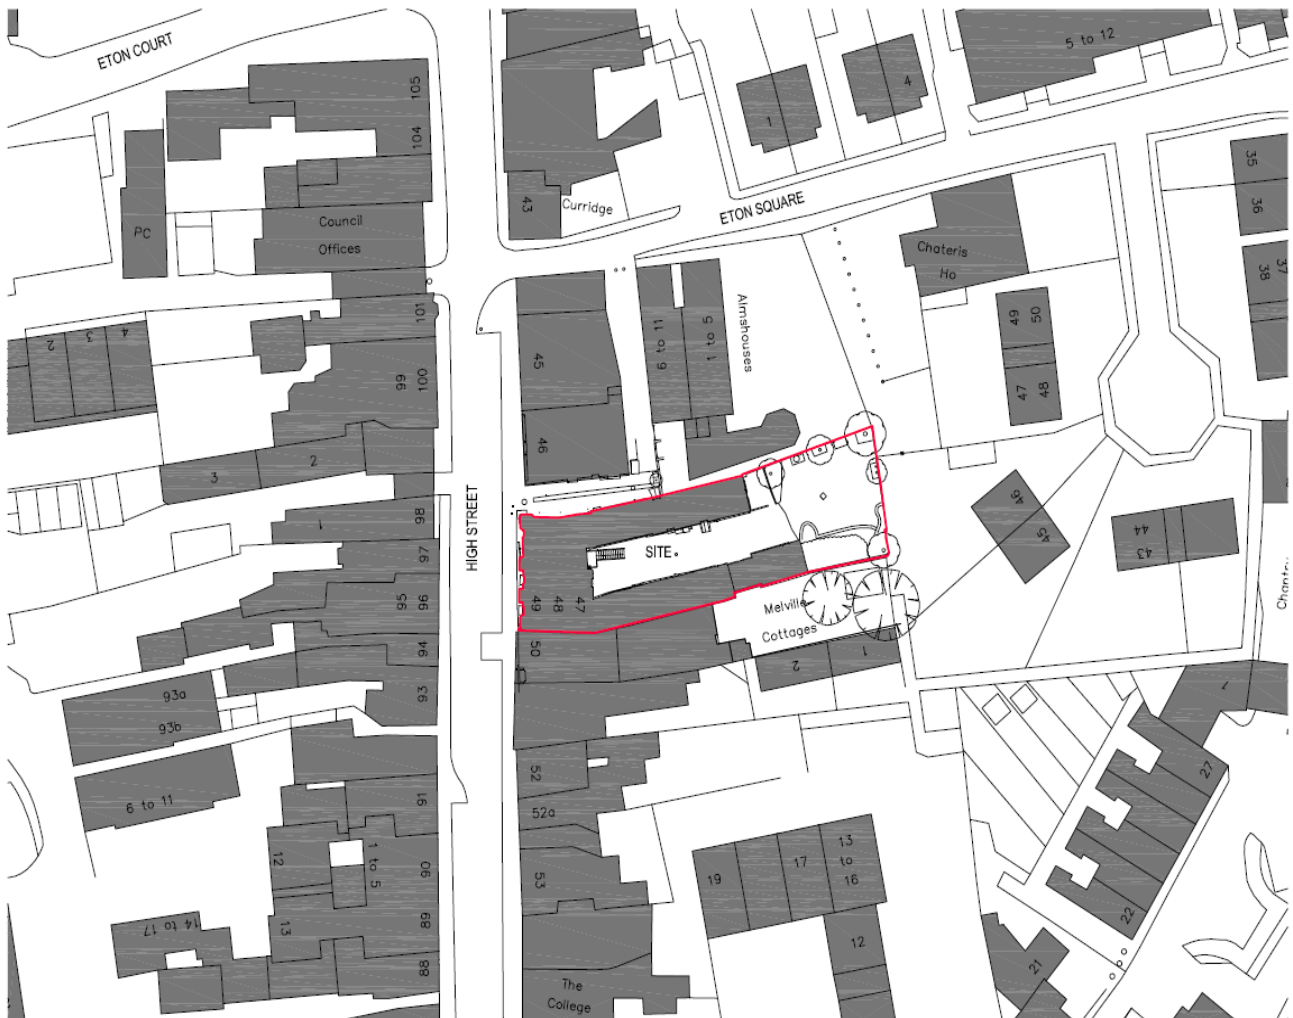 ETON COURT
5 to 12
105
104
1
4
43
Curridge
ETON SQUARE
35
36
PC
Council
Offices
Chateris
Ho
37
38
101
4
3
2
45
6 to 11
1 to 5
Almshouses
49
50
47
48
99
100
46
3
2
98
1
HIGH STREET
SITE
46
45
44
43
97
95
96
49
48
47
Melville
Cottages
94
50
2
1
93a
93
93b
1
52
27
6 to 11
91
52a
12
1 to 5
90
53
19
17
13
to
16
13
89
14 to 17
22
12
88
21
The
College